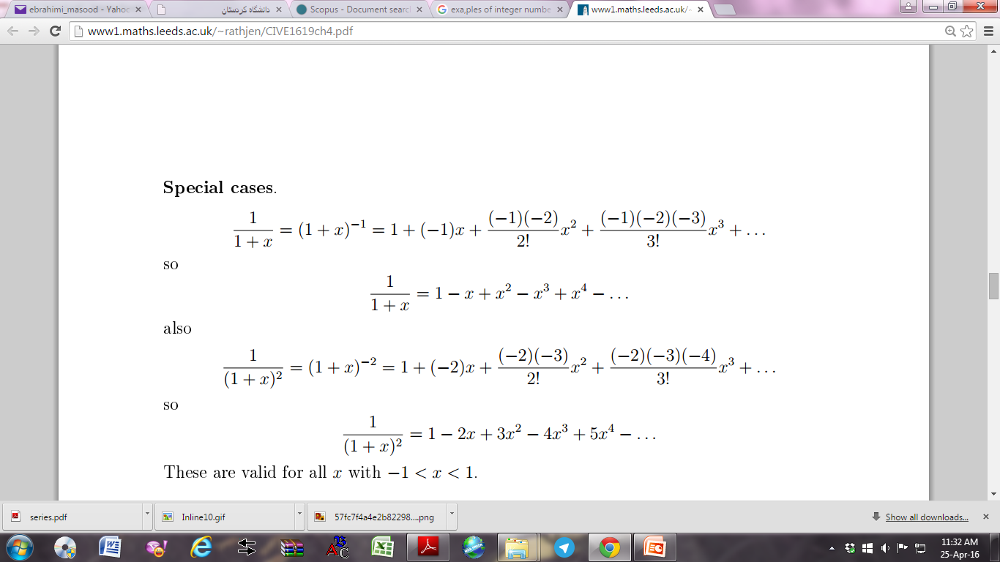 ebrahimi_masood - Yahoo
دانشگاه کردستان
Scopus - Document search
exa,ples of integer numbe
www1.maths.leeds.ac.uk/~
www1.maths.leeds.ac.uk/~rathjen/CIVE1619ch4.pdf
Special cases.
1/(1 + x) = (1 + x)^{−1} = 1 + (−1)x + (−1)(−2)/2! x^2 + (−1)(−2)(−3)/3! x^3 + …
so
1/(1 + x) = 1 − x + x^2 − x^3 + x^4 − …
also
1/(1 + x)^2 = (1 + x)^{−2} = 1 + (−2)x + (−2)(−3)/2! x^2 + (−2)(−3)(−4)/3! x^3 + …
so
1/(1 + x)^2 = 1 − 2x + 3x^2 − 4x^3 + 5x^4 − …
These are valid for all x with −1 < x < 1.
series.pdf
Inline10.gif
57fc7f4a4e2b82298....png
Show all downloads...
11:32 AM
25-Apr-16